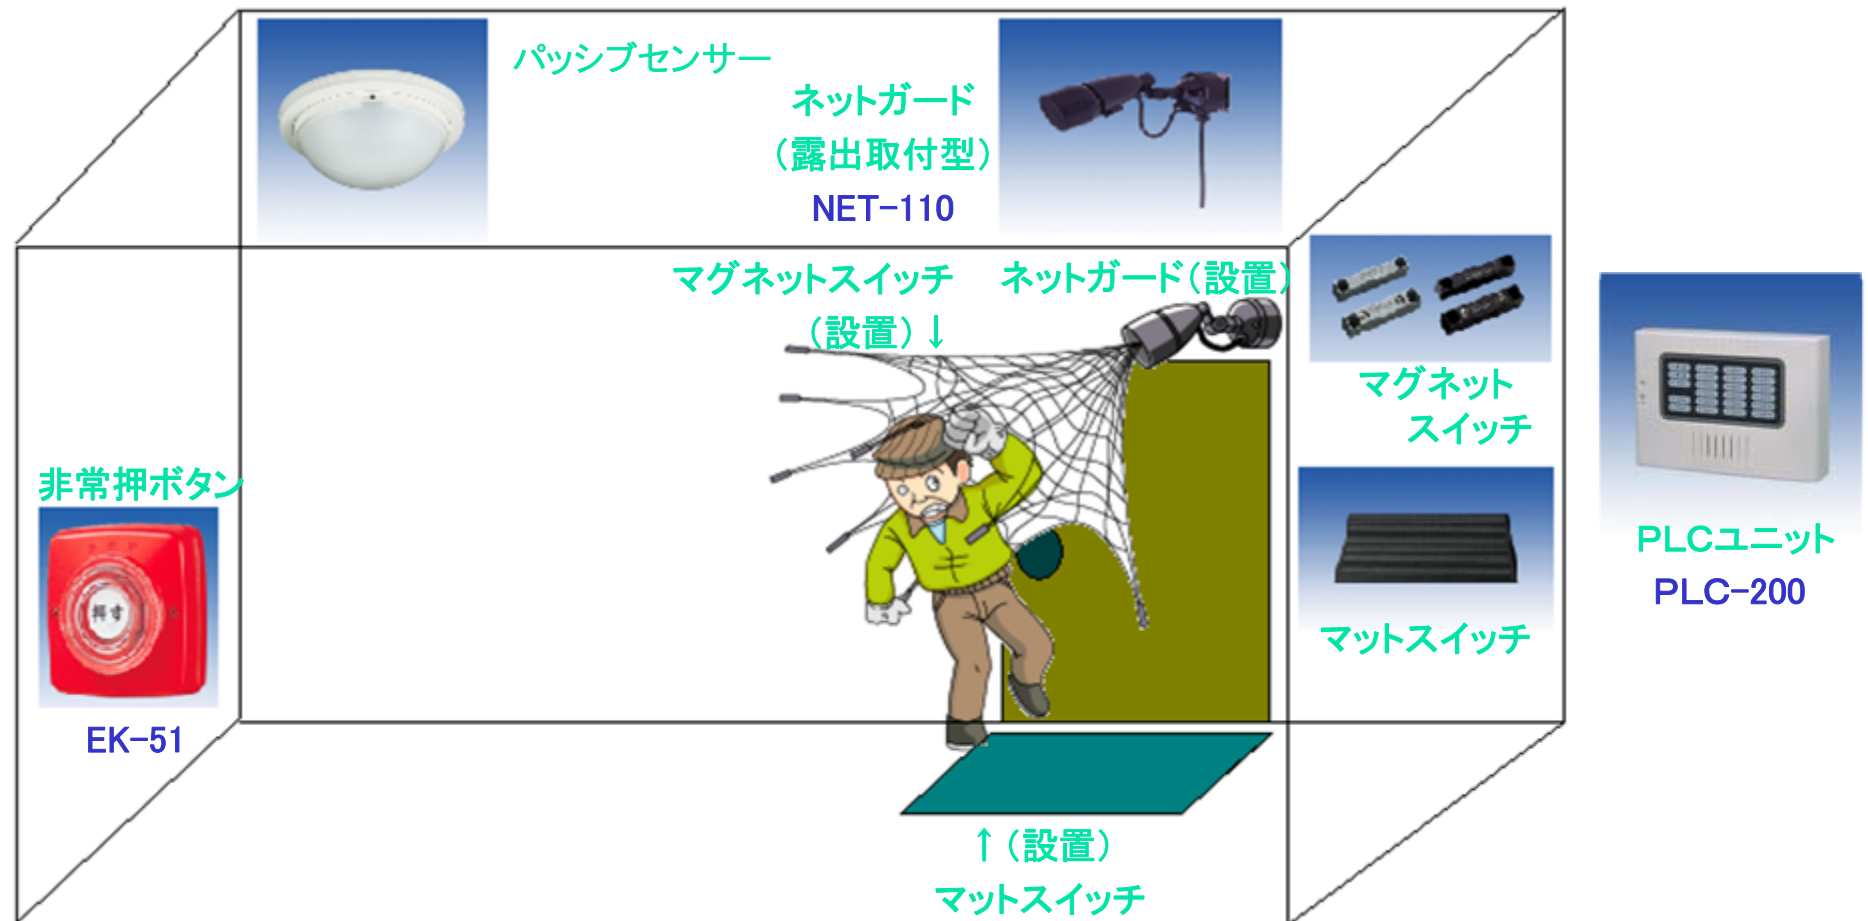 パッシブセンサー
ネットガード
（露出取付型）
NET-110
マグネットスイッチ
（設置）↓
ネットガード（設置）
マグネット
スイッチ
非常押ボタン
EK-51
マットスイッチ
PLCユニット
PLC-200
↑（設置）
マットスイッチ